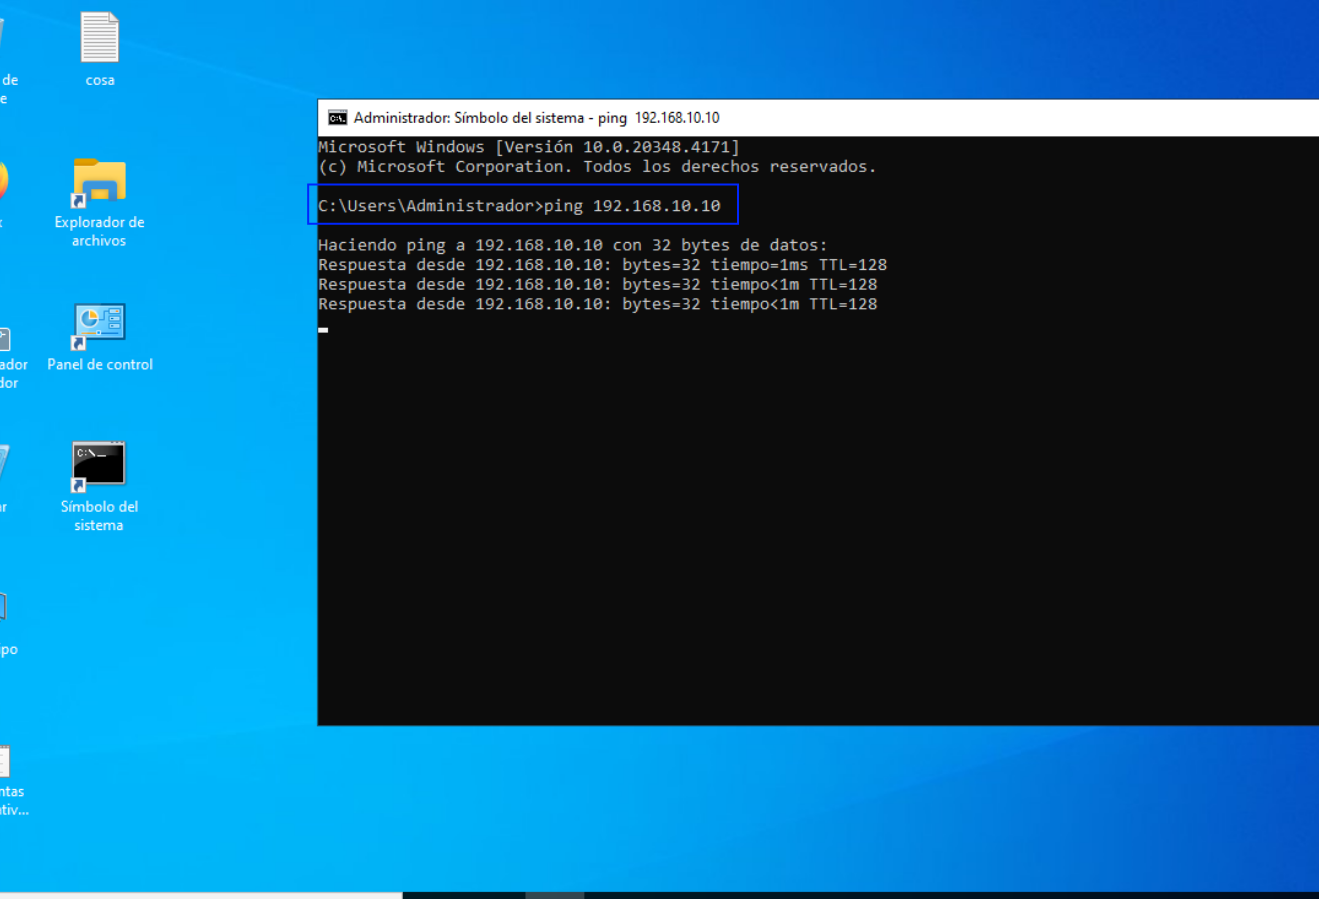 de
e
cosa
Explorador de
archivos
ador
dor
Panel de control
C:\_
Símbolo del
sistema
ar
po
ntas
ativ...
Administrador: Símbolo del sistema - ping  192.168.10.10
Microsoft Windows [Versión 10.0.20348.4171]
(c) Microsoft Corporation. Todos los derechos reservados.
C:\Users\Administrador>ping 192.168.10.10
Haciendo ping a 192.168.10.10 con 32 bytes de datos:
Respuesta desde 192.168.10.10: bytes=32 tiempo=1ms TTL=128
Respuesta desde 192.168.10.10: bytes=32 tiempo<1m TTL=128
Respuesta desde 192.168.10.10: bytes=32 tiempo<1m TTL=128